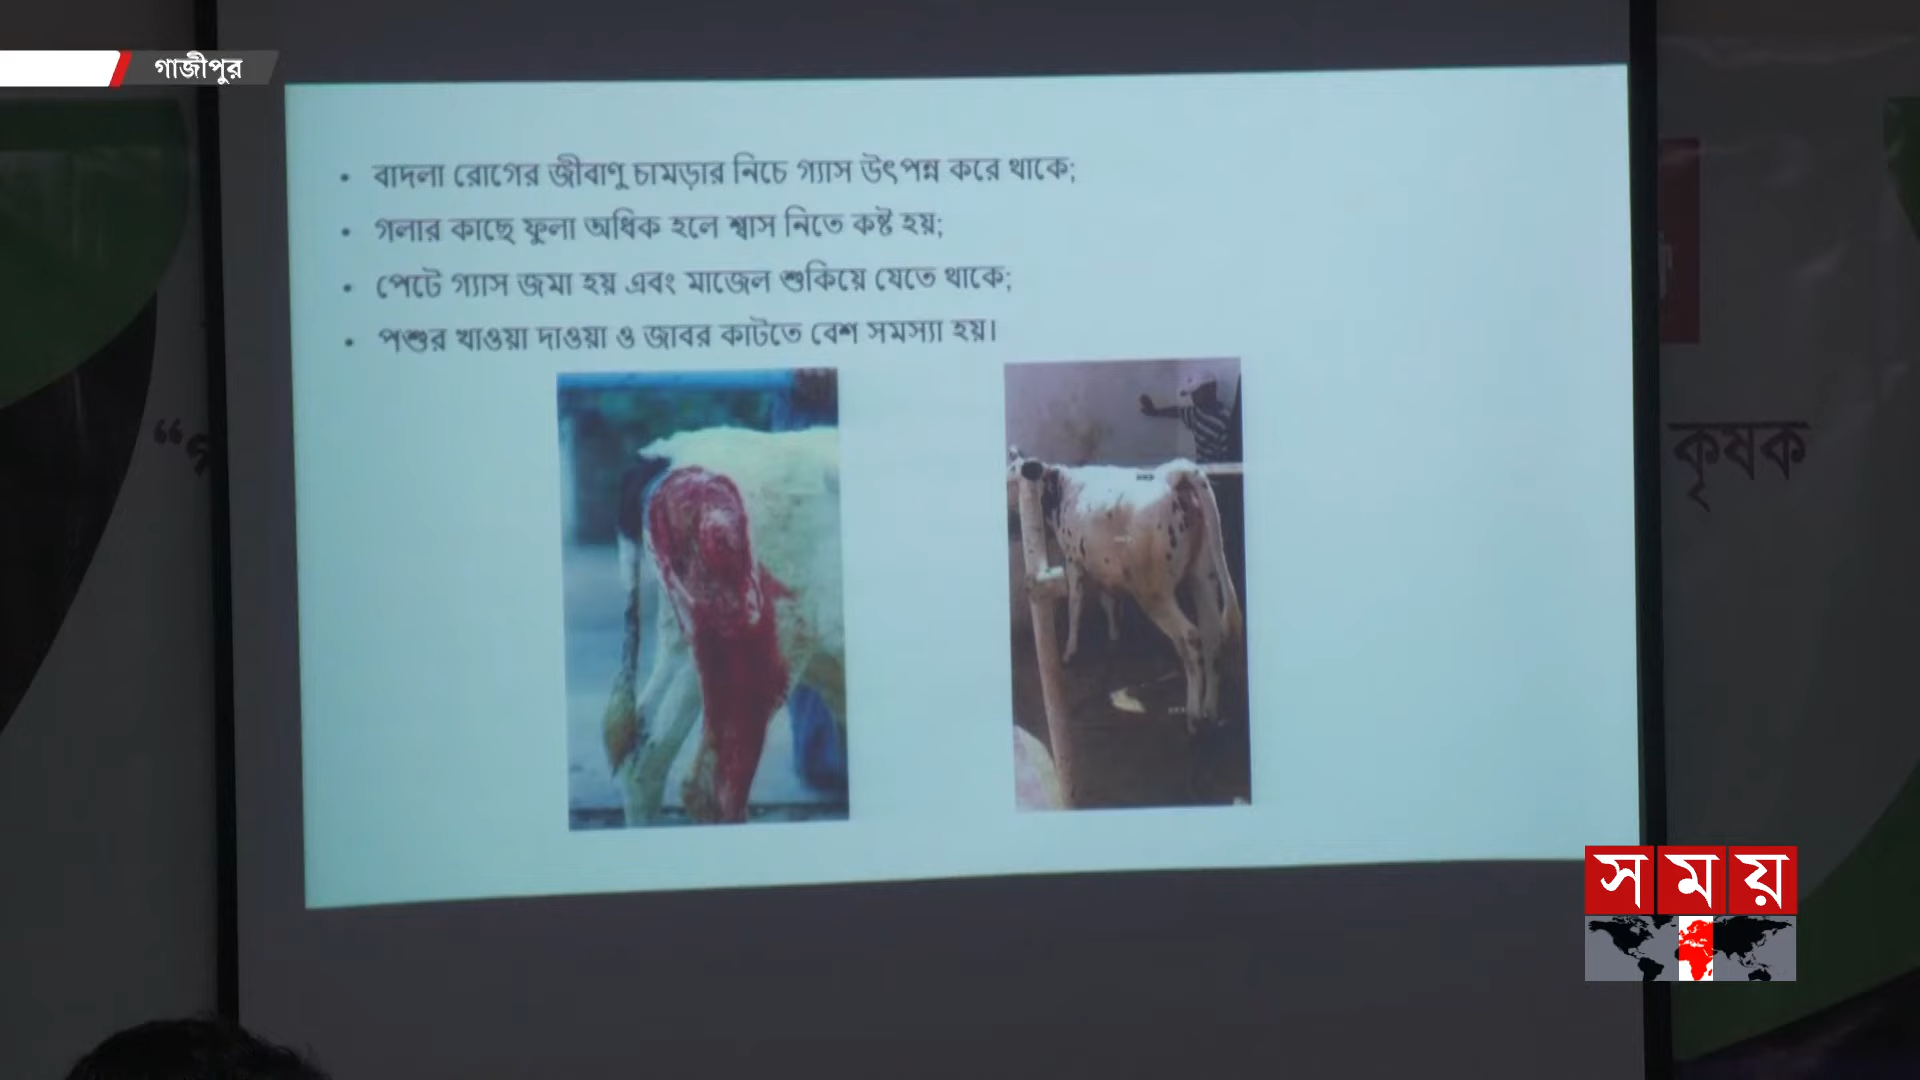 গাজীপুর
• বাদলা রোগের জীবাণু চামড়ার নিচে গ্যাস উৎপন্ন করে থাকে;
• গলার কাছে ফুলা অধিক হলে শ্বাস নিতে কষ্ট হয়;
• পেটে গ্যাস জমা হয় এবং মাজেল শুকিয়ে যেতে থাকে;
• পশুর খাওয়া দাওয়া ও জাবর কাটতে বেশ সমস্যা হয়।
কৃষক
সময়